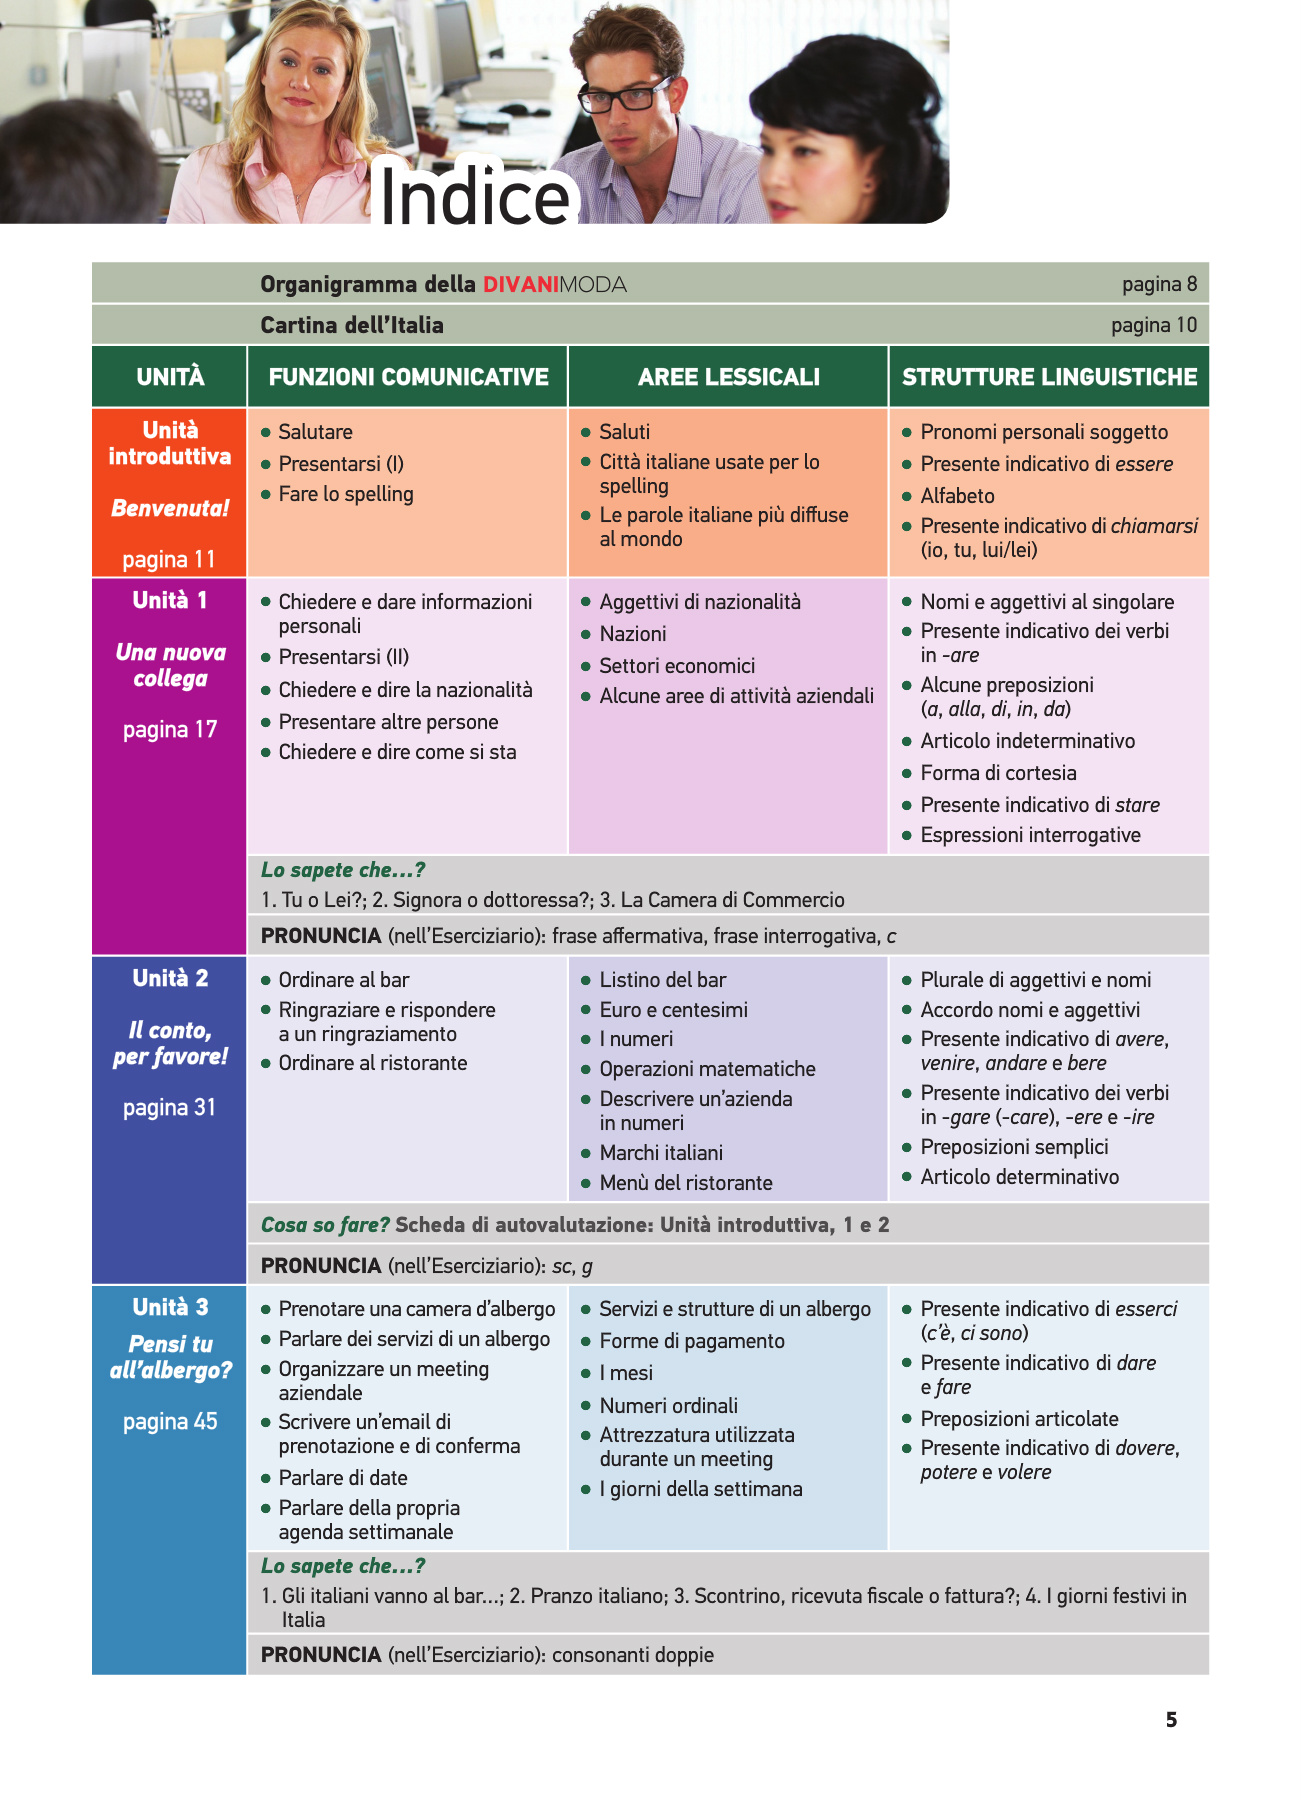 Indice
Organigramma della DIVANIMODA pagina 8
Cartina dell'Italia pagina 10
UNITÀ FUNZIONI COMUNICATIVE AREE LESSICALI STRUTTURE LINGUISTICHE
Unità
introduttiva
Benvenuta!
pagina 11
• Salutare
• Presentarsi (I)
• Fare lo spelling
• Saluti
• Città italiane usate per lo
spelling
• Le parole italiane più diffuse
al mondo
• Pronomi personali soggetto
• Presente indicativo di essere
• Alfabeto
• Presente indicativo di chiamarsi
(io, tu, lui/lei)
Unità 1
Una nuova
collega
pagina 17
• Chiedere e dare informazioni
personali
• Presentarsi (II)
• Chiedere e dire la nazionalità
• Presentare altre persone
• Chiedere e dire come si sta
• Aggettivi di nazionalità
• Nazioni
• Settori economici
• Alcune aree di attività aziendali
• Nomi e aggettivi al singolare
• Presente indicativo dei verbi
in -are
• Alcune preposizioni
(a, alla, di, in, da)
• Articolo indeterminativo
• Forma di cortesia
• Presente indicativo di stare
• Espressioni interrogative
Lo sapete che...?
1. Tu o Lei?; 2. Signora o dottoressa?; 3. La Camera di Commercio
PRONUNCIA (nell'Eserciziario): frase affermativa, frase interrogativa, c
Unità 2
Il conto,
per favore!
pagina 31
• Ordinare al bar
• Ringraziare e rispondere
a un ringraziamento
• Ordinare al ristorante
• Listino del bar
• Euro e centesimi
• I numeri
• Operazioni matematiche
• Descrivere un'azienda
in numeri
• Marchi italiani
• Menù del ristorante
• Plurale di aggettivi e nomi
• Accordo nomi e aggettivi
• Presente indicativo di avere,
venire, andare e bere
• Presente indicativo dei verbi
in -gare (-care), -ere e -ire
• Preposizioni semplici
• Articolo determinativo
Cosa so fare? Scheda di autovalutazione: Unità introduttiva, 1 e 2
PRONUNCIA (nell'Eserciziario): sc, g
Unità 3
Pensi tu
all'albergo?
pagina 45
• Prenotare una camera d'albergo
• Parlare dei servizi di un albergo
• Organizzare un meeting
aziendale
• Scrivere un'email di
prenotazione e di conferma
• Parlare di date
• Parlare della propria
agenda settimanale
• Servizi e strutture di un albergo
• Forme di pagamento
• I mesi
• Numeri ordinali
• Attrezzatura utilizzata
durante un meeting
• I giorni della settimana
• Presente indicativo di esserci
(c'è, ci sono)
• Presente indicativo di dare
e fare
• Preposizioni articolate
• Presente indicativo di dovere,
potere e volere
Lo sapete che...?
1. Gli italiani vanno al bar...; 2. Pranzo italiano; 3. Scontrino, ricevuta fiscale o fattura?; 4. I giorni festivi in
Italia
PRONUNCIA (nell'Eserciziario): consonanti doppie
5